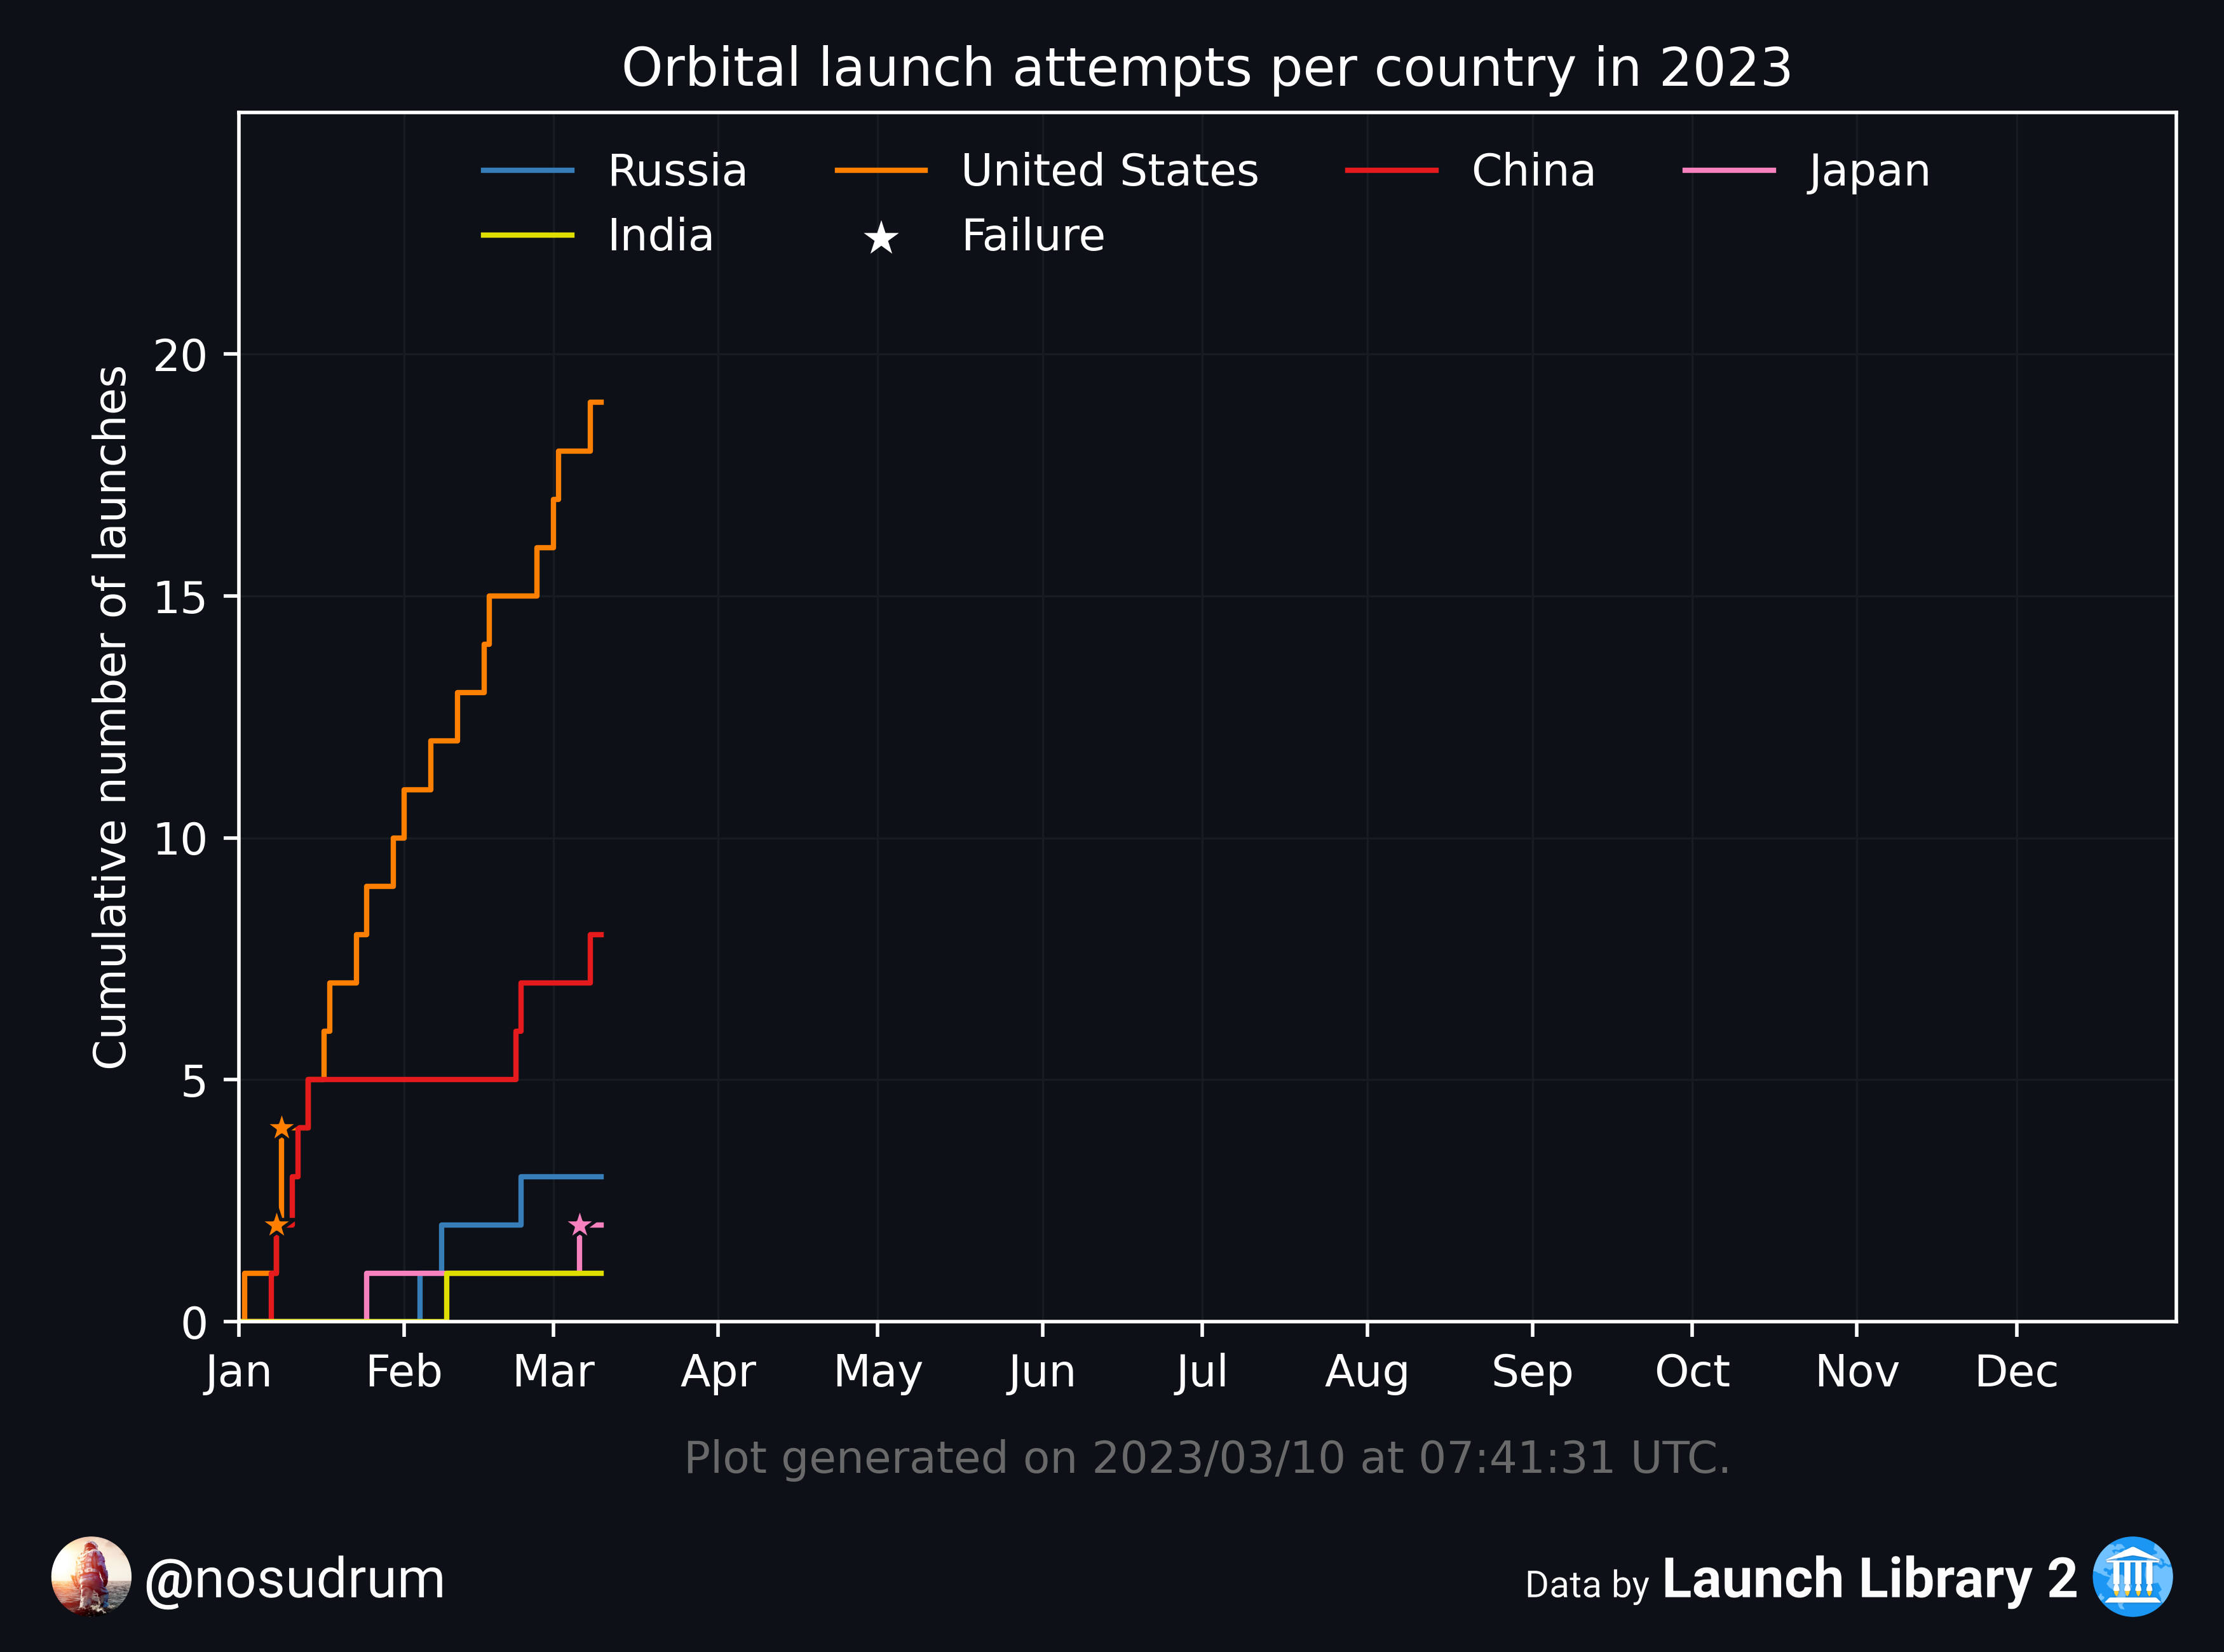 Orbital launch attempts per country in 2023
Russia United States China Japan
India Failure
20
15
10
5
0
Cumulative number of launches
Jan Feb Mar Apr May Jun Jul Aug Sep Oct Nov Dec
Plot generated on 2023/03/10 at 07:41:31 UTC.
@nosudrum
Data by Launch Library 2